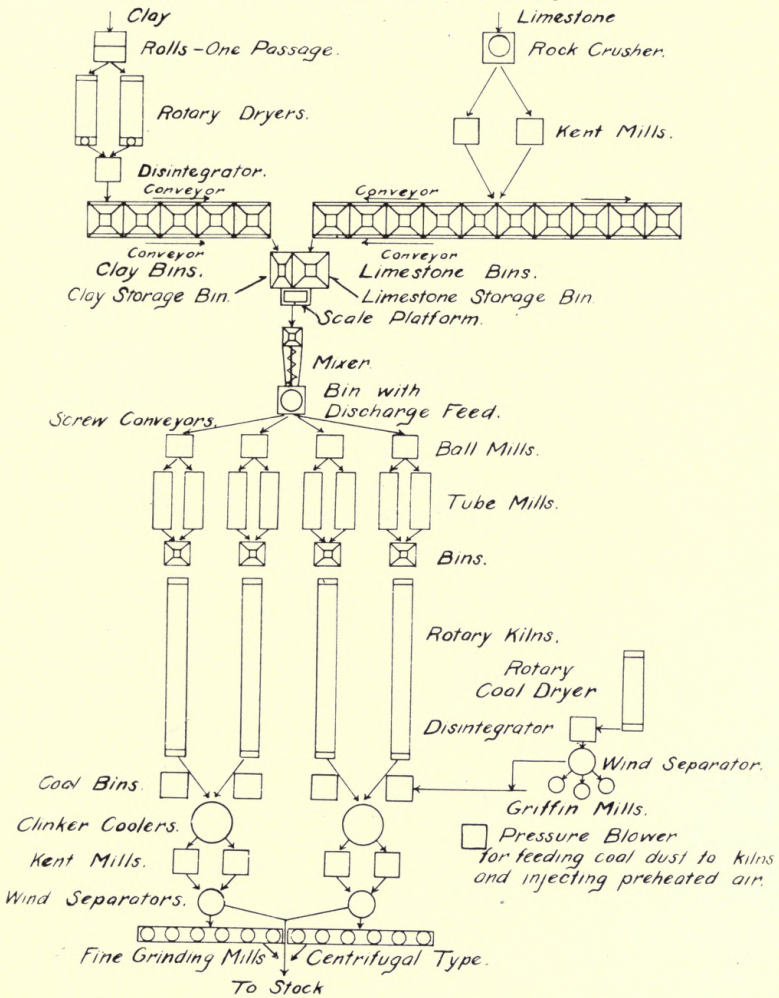 Clay
Limestone
Rolls-One Passage.
Rock Crusher.
Rotary Dryers.
Kent Mills.
Disintegrator.
Conveyor
Conveyor
Conveyor
Conveyor
Clay Bins.
Limestone Bins.
Clay Storage Bin.
Limestone Storage Bin.
Scale Platform.
Mixer.
Bin with
Discharge Feed.
Screw Conveyors.
Ball Mills.
Tube Mills.
Bins.
Rotary Kilns.
Rotary
Coal Dryer
Disintegrator
Wind Separator.
Coal Bins.
Griffin Mills.
Clinker Coolers.
Pressure Blower
for feeding coal dust to kilns
and injecting preheated air.
Kent Mills.
Wind Separators.
Fine Grinding Mills Centrifugal Type.
To Stock